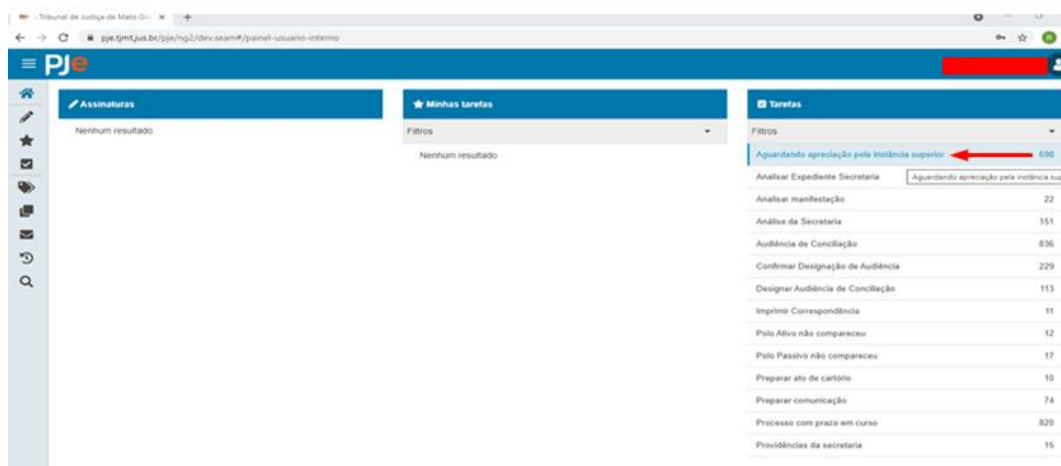 - Tribunal de Justiça de Mato Gr
pje.tjmt.jus.br/pje/ng2/dev.seam#/painel-usuario-interno
PJe
Assinaturas
Nenhum resultado
Minhas tarefas
Filtros
Nenhum resultado
Tarefas
Filtros
Aguardando apreciação pela instância superior 698
Analisar Expediente Secretaria
Aguardando apreciação pela instância sup
Analisar manifestação 22
Análise da Secretaria 151
Audiência de Conciliação 836
Confirmar Designação de Audiência 229
Designar Audiência de Conciliação 113
Imprimir Correspondência 11
Polo Ativo não compareceu 12
Polo Passivo não compareceu 17
Preparar ato de cartório 10
Preparar comunicação 74
Processo com prazo em curso 820
Providências da secretaria 15